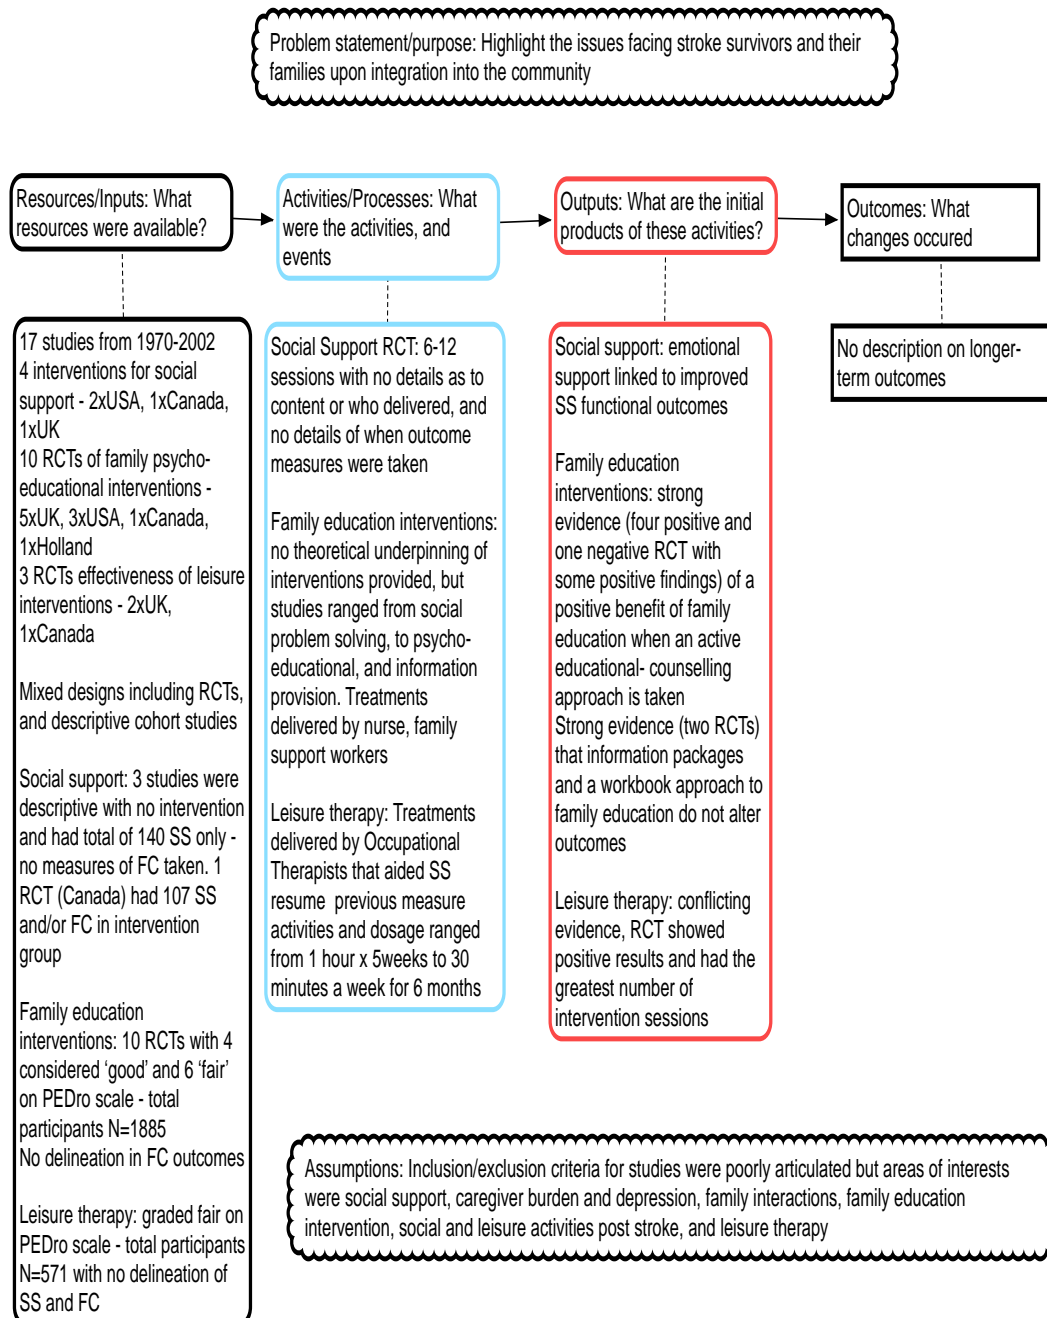 Problem statement/purpose: Highlight the issues facing stroke survivors and their
families upon integration into the community
Resources/Inputs: What
resources were available?
Activities/Processes: What
were the activities, and
events
Outputs: What are the initial
products of these activities?
Outcomes: What
changes occured
17 studies from 1970-2002
4 interventions for social
support - 2xUSA, 1xCanada,
1xUK
10 RCTs of family psycho-
educational interventions -
5xUK, 3xUSA, 1xCanada,
1xHolland
3 RCTs effectiveness of leisure
interventions - 2xUK,
1xCanada
Mixed designs including RCTs,
and descriptive cohort studies
Social support: 3 studies were
descriptive with no intervention
and had total of 140 SS only -
no measures of FC taken. 1
RCT (Canada) had 107 SS
and/or FC in intervention
group
Family education
interventions: 10 RCTs with 4
considered ‘good’ and 6 ‘fair’
on PEDro scale - total
participants N=1885
No delineation in FC outcomes
Leisure therapy: graded fair on
PEDro scale - total participants
N=571 with no delineation of
SS and FC
Social Support RCT: 6-12
sessions with no details as to
content or who delivered, and
no details of when outcome
measures were taken
Family education interventions:
no theoretical underpinning of
interventions provided, but
studies ranged from social
problem solving, to psycho-
educational, and information
provision. Treatments
delivered by nurse, family
support workers
Leisure therapy: Treatments
delivered by Occupational
Therapists that aided SS
resume previous measure
activities and dosage ranged
from 1 hour x 5weeks to 30
minutes a week for 6 months
Social support: emotional
support linked to improved
SS functional outcomes
Family education
interventions: strong
evidence (four positive and
one negative RCT with
some positive findings) of a
positive benefit of family
education when an active
educational- counselling
approach is taken
Strong evidence (two RCTs)
that information packages
and a workbook approach to
family education do not alter
outcomes
Leisure therapy: conflicting
evidence, RCT showed
positive results and had the
greatest number of
intervention sessions
No description on longer-
term outcomes
Assumptions: Inclusion/exclusion criteria for studies were poorly articulated but areas of interests
were social support, caregiver burden and depression, family interactions, family education
intervention, social and leisure activities post stroke, and leisure therapy